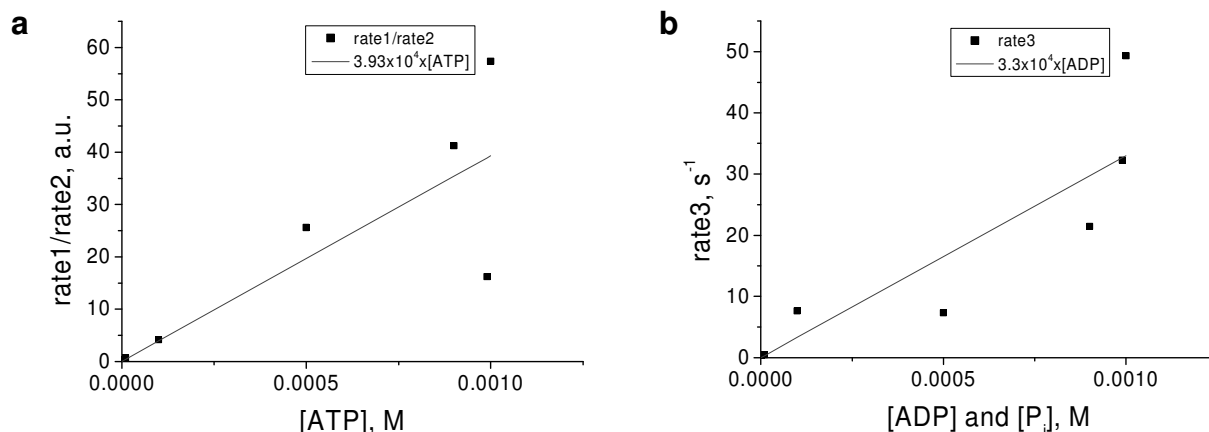 a
rate1/rate2
3.93x10⁴x[ATP]
rate1/rate2, a.u.
60
50
40
30
20
10
0
0.0000
0.0005
0.0010
[ATP], M
b
rate3
3.3x10⁴x[ADP]
rate3, s⁻¹
50
40
30
20
10
0
0.0000
0.0005
0.0010
[ADP] and [Pᵢ], M